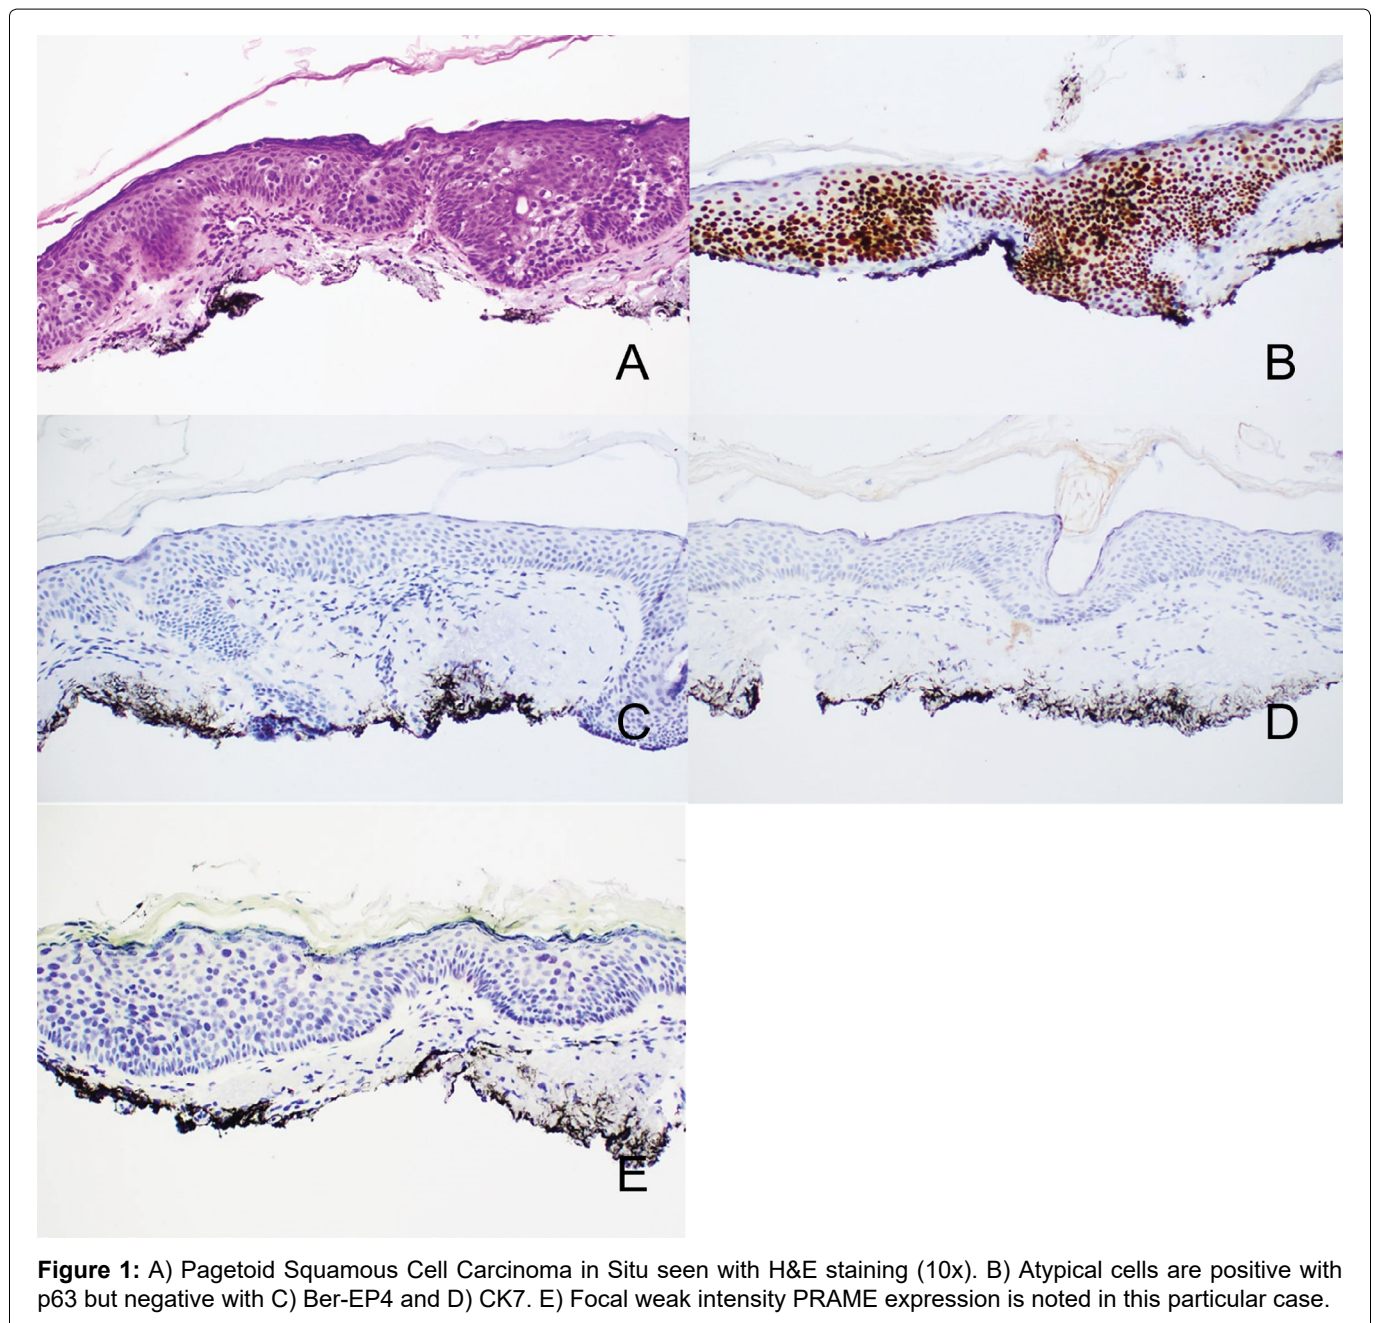 A
B
C
D
E
Figure 1: A) Pagetoid Squamous Cell Carcinoma in Situ seen with H&E staining (10x). B) Atypical cells are positive with
p63 but negative with C) Ber-EP4 and D) CK7. E) Focal weak intensity PRAME expression is noted in this particular case.